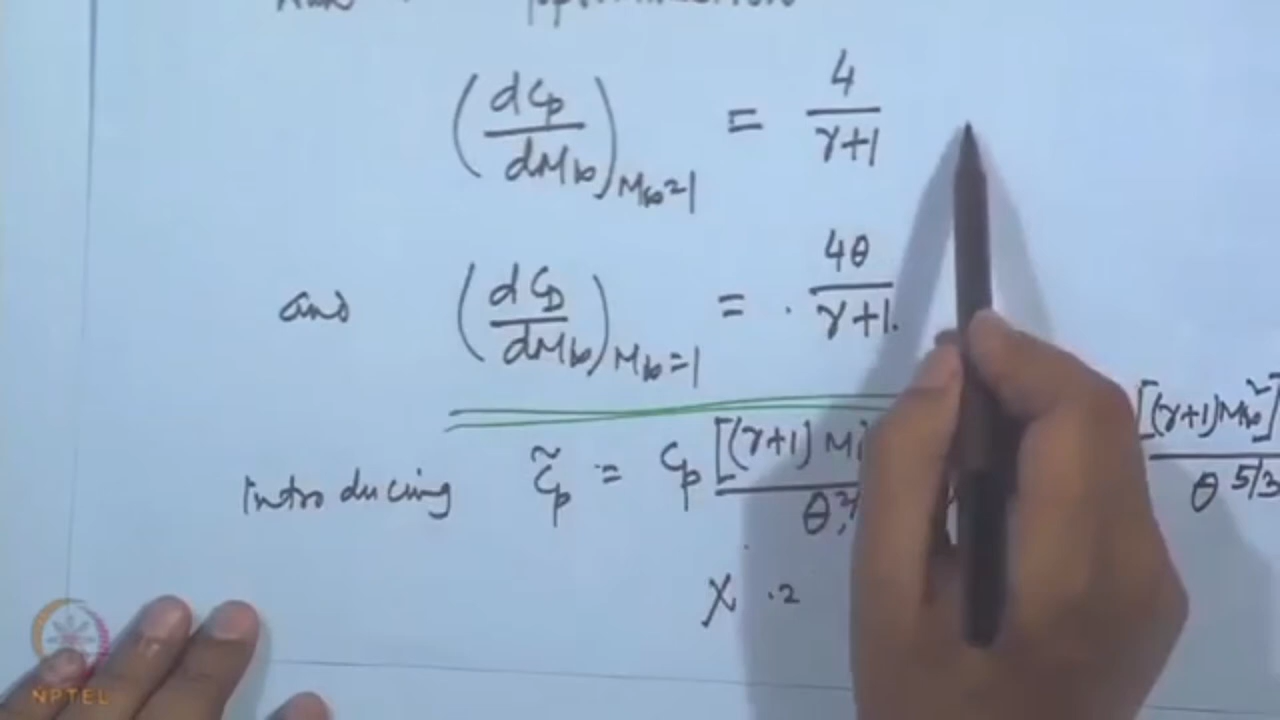 (dCp/dM∞)M∞=1 = 4/γ+1
and (dCD/dM∞)M∞=1 = 4θ/γ+1
Introducing C̃p = Cp [(γ+1) M [(γ+1)M∞²] / θ^5/3
χ
NPTEL